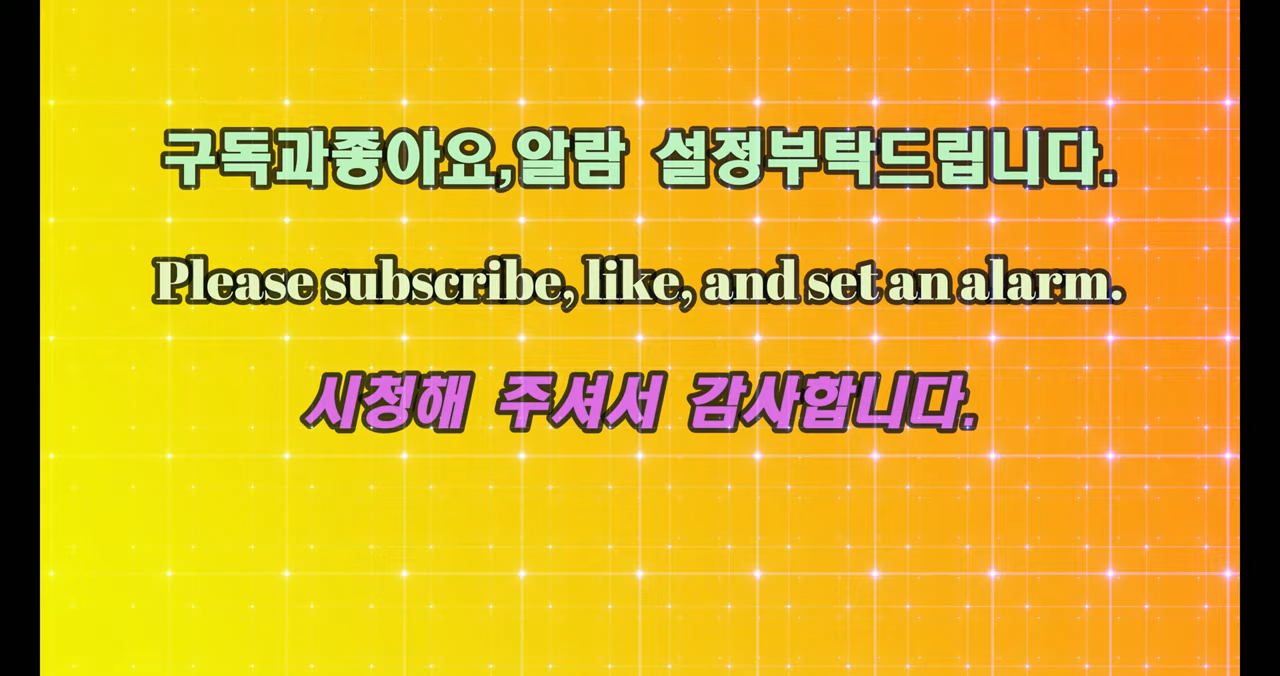 구독과좋아요,알람 설정부탁드립니다.
Please subscribe, like, and set an alarm.
시청해 주셔서 감사합니다.